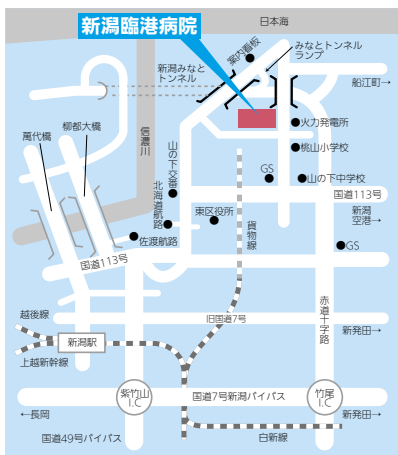 日本海
新潟臨港病院
案内看板
みなとトンネル
ランプ
新潟みなと
トンネル
船江町→
柳都大橋
萬代橋
信濃川
山の下交番
火力発電所
桃山小学校
GS
山の下中学校
北海道航路
国道113号
東区役所
貨物線
新潟
空港→
佐渡航路
GS
国道113号
赤道十字路
越後線
旧国道7号
新発田→
新潟駅
上越新幹線
紫竹山
I.C
国道7号新潟バイパス
竹尾
I.C
←長岡
新発田→
国道49号バイパス
白新線